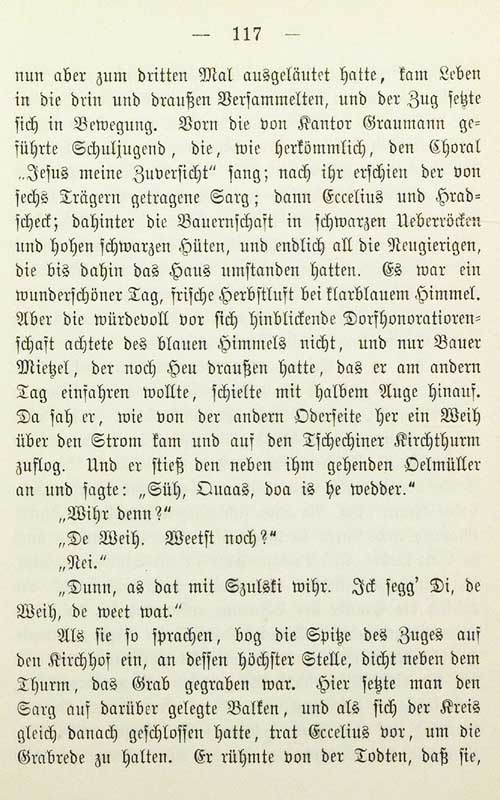 — 117 —
nun aber zum dritten Mal ausgeläutet hatte, kam Leben
in die drin und draußen Versammelten, und der Zug setzte
sich in Bewegung. Vorn die von Kantor Graumann ge-
führte Schuljugend, die, wie herkömmlich, den Choral
„Jesus meine Zuversicht“ sang; nach ihr erschien der von
sechs Trägern getragene Sarg; dann Eccelius und Hrad-
scheck; dahinter die Bauernschaft in schwarzen Ueberröcken
und hohen schwarzen Hüten, und endlich all die Neugierigen,
die bis dahin das Haus umstanden hatten. Es war ein
wunderschöner Tag, frische Herbstluft bei klarblauem Himmel.
Aber die würdevoll vor sich hinblickende Dorfhonoratioren-
schaft achtete des blauen Himmels nicht, und nur Bauer
Mietzel, der noch Heu draußen hatte, das er am andern
Tag einfahren wollte, schielte mit halbem Auge hinauf.
Da sah er, wie von der andern Oderseite her ein Weih
über den Strom kam und auf den Tschechiner Kirchthurm
zuflog. Und er stieß den neben ihm gehenden Oelmüller
an und sagte: „Süh, Quaas, doa is he wedder.“
„Wihr denn?“
„De Weih. Weetst noch?“
„Nei.“
„Dunn, as dat mit Szulski wihr. Ick segg’ Di, de
Weih, de weet wat.“
Als sie so sprachen, bog die Spitze des Zuges auf
den Kirchhof ein, an dessen höchster Stelle, dicht neben dem
Thurm, das Grab gegraben war. Hier setzte man den
Sarg auf darüber gelegte Balken, und als sich der Kreis
gleich danach geschlossen hatte, trat Eccelius vor, um die
Grabrede zu halten. Er rühmte von der Todten, daß sie,